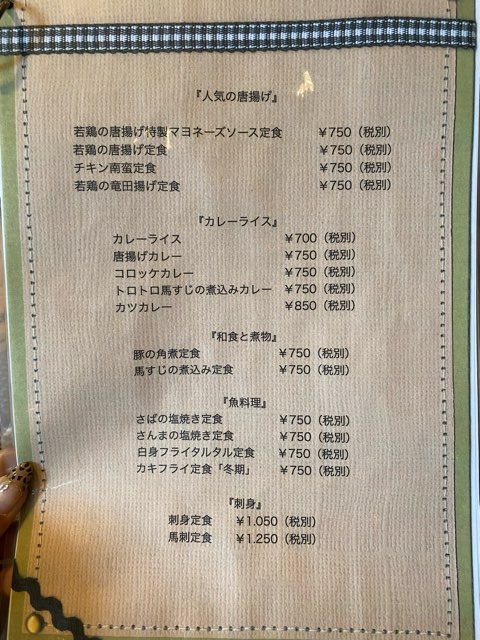 『人気の唐揚げ』
若鶏の唐揚げ特製マヨネーズソース定食 ¥750（税別）
若鶏の唐揚げ定食 ¥750（税別）
チキン南蛮定食 ¥750（税別）
若鶏の竜田揚げ定食 ¥750（税別）
『カレーライス』
カレーライス ¥700（税別）
唐揚げカレー ¥750（税別）
コロッケカレー ¥750（税別）
トロトロ馬すじの煮込みカレー ¥750（税別）
カツカレー ¥850（税別）
『和食と煮物』
豚の角煮定食 ¥750（税別）
馬すじの煮込み定食 ¥750（税別）
『魚料理』
さばの塩焼き定食 ¥750（税別）
さんまの塩焼き定食 ¥750（税別）
白身フライタルタル定食 ¥750（税別）
カキフライ定食「冬期」 ¥750（税別）
『刺身』
刺身定食 ¥1.050（税別）
馬刺定食 ¥1.250（税別）